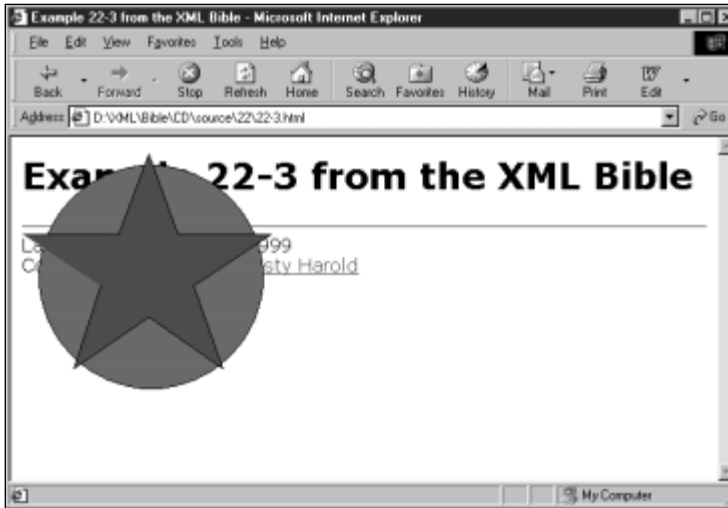 Example 22-3 from the XML Bible - Microsoft Internet Explorer
File Edit View Favorites Tools Help
Back Forward Stop Refresh Home Search Favorites History Mail Print Edit
Address D:\XML\Bible\CD\source\22\22-3.html Go
Exa 22-3 from the XML Bible
999
sty Harold
My Computer